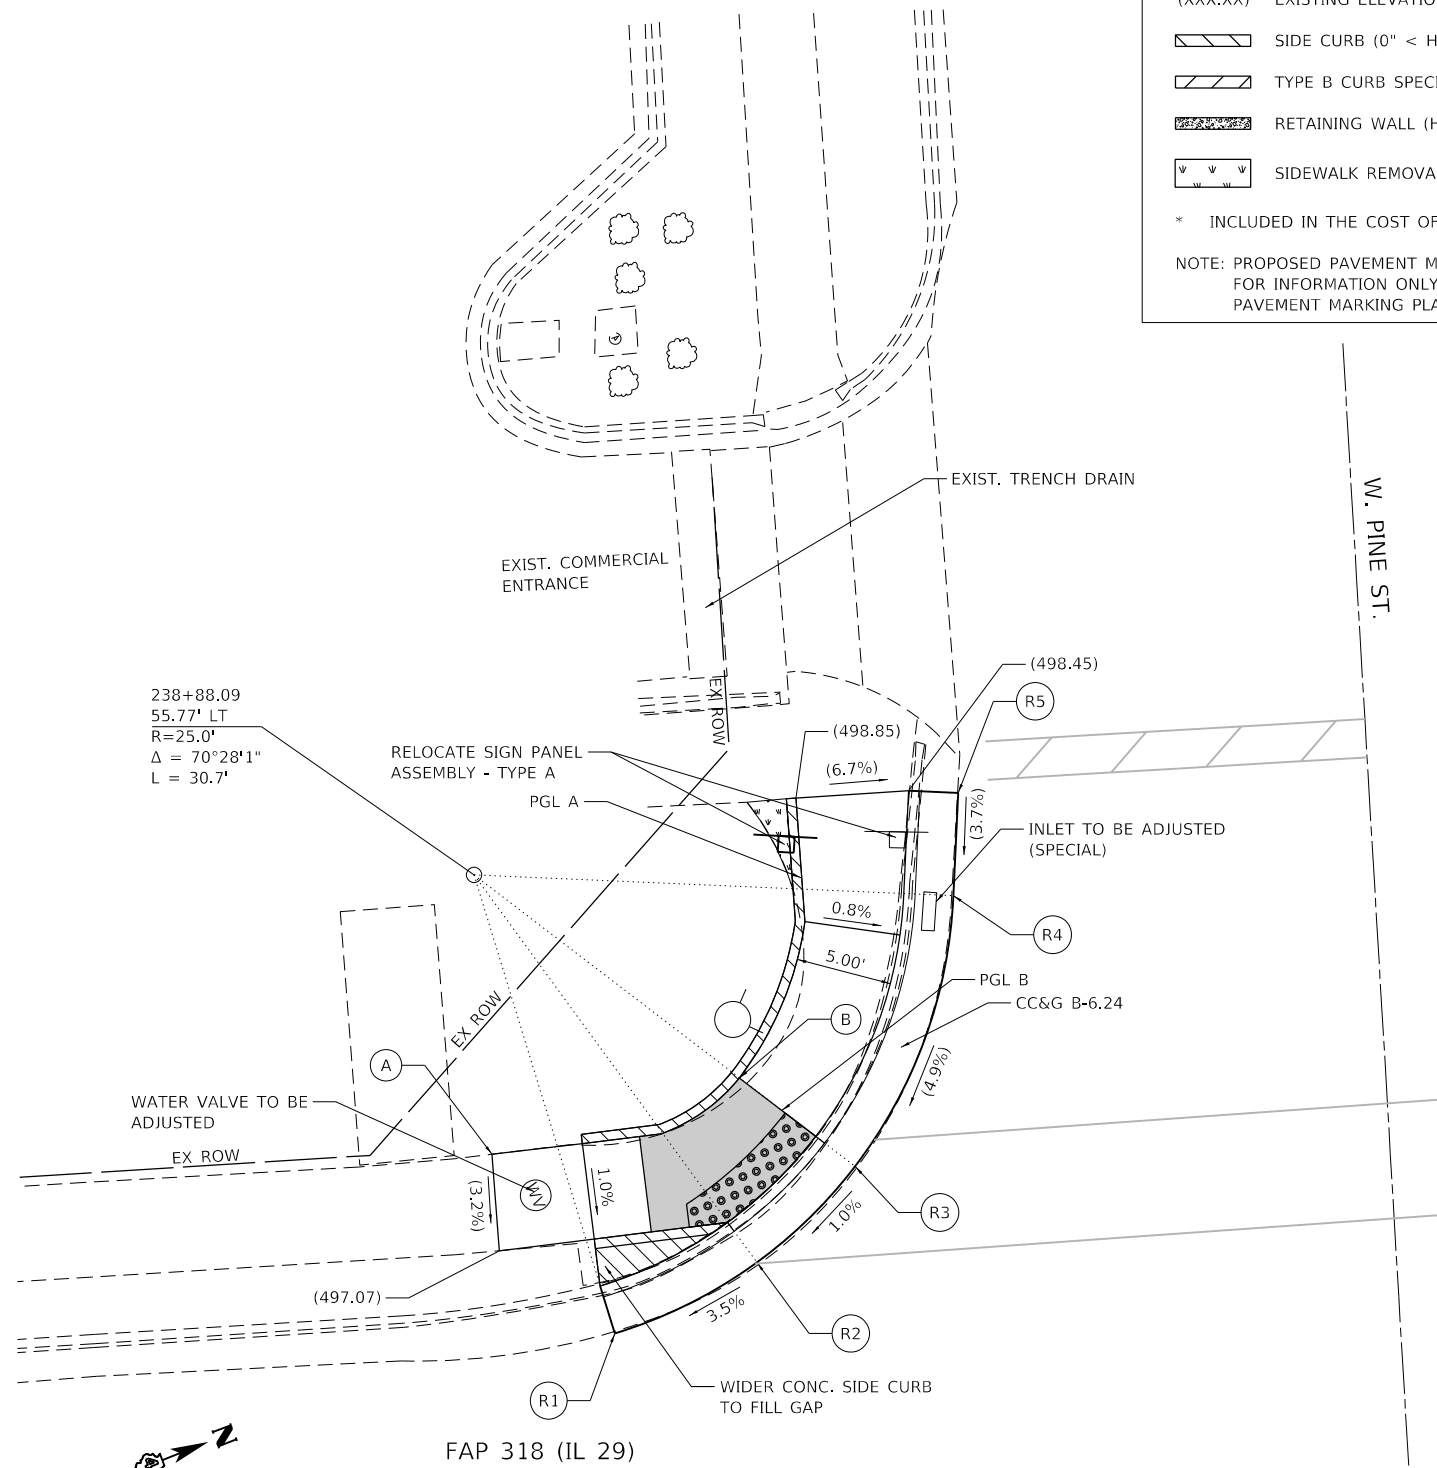 (XXX.XX) EXISTING ELEVATIO
SIDE CURB (0" < H
TYPE B CURB SPECI
RETAINING WALL (H
SIDEWALK REMOVA
* INCLUDED IN THE COST OF
NOTE: PROPOSED PAVEMENT M
FOR INFORMATION ONLY
PAVEMENT MARKING PLA
W. PINE ST.
EXIST. TRENCH DRAIN
EXIST. COMMERCIAL
ENTRANCE
238+88.09
55.77' LT
R=25.0'
Δ = 70°28'1"
L = 30.7'
EX ROW
(498.45)
R5
(498.85)
RELOCATE SIGN PANEL
ASSEMBLY - TYPE A
(6.7%)
PGL A
(3.7%)
INLET TO BE ADJUSTED
(SPECIAL)
0.8%
R4
5.00'
PGL B
CC&G B-6.24
B
EX ROW
A
(4.9%)
WATER VALVE TO BE
ADJUSTED
EX ROW
WV
(3.2%)
1.0%
R3
1.0%
(497.07)
3.5%
R2
R1
WIDER CONC. SIDE CURB
TO FILL GAP
N
FAP 318 (IL 29)